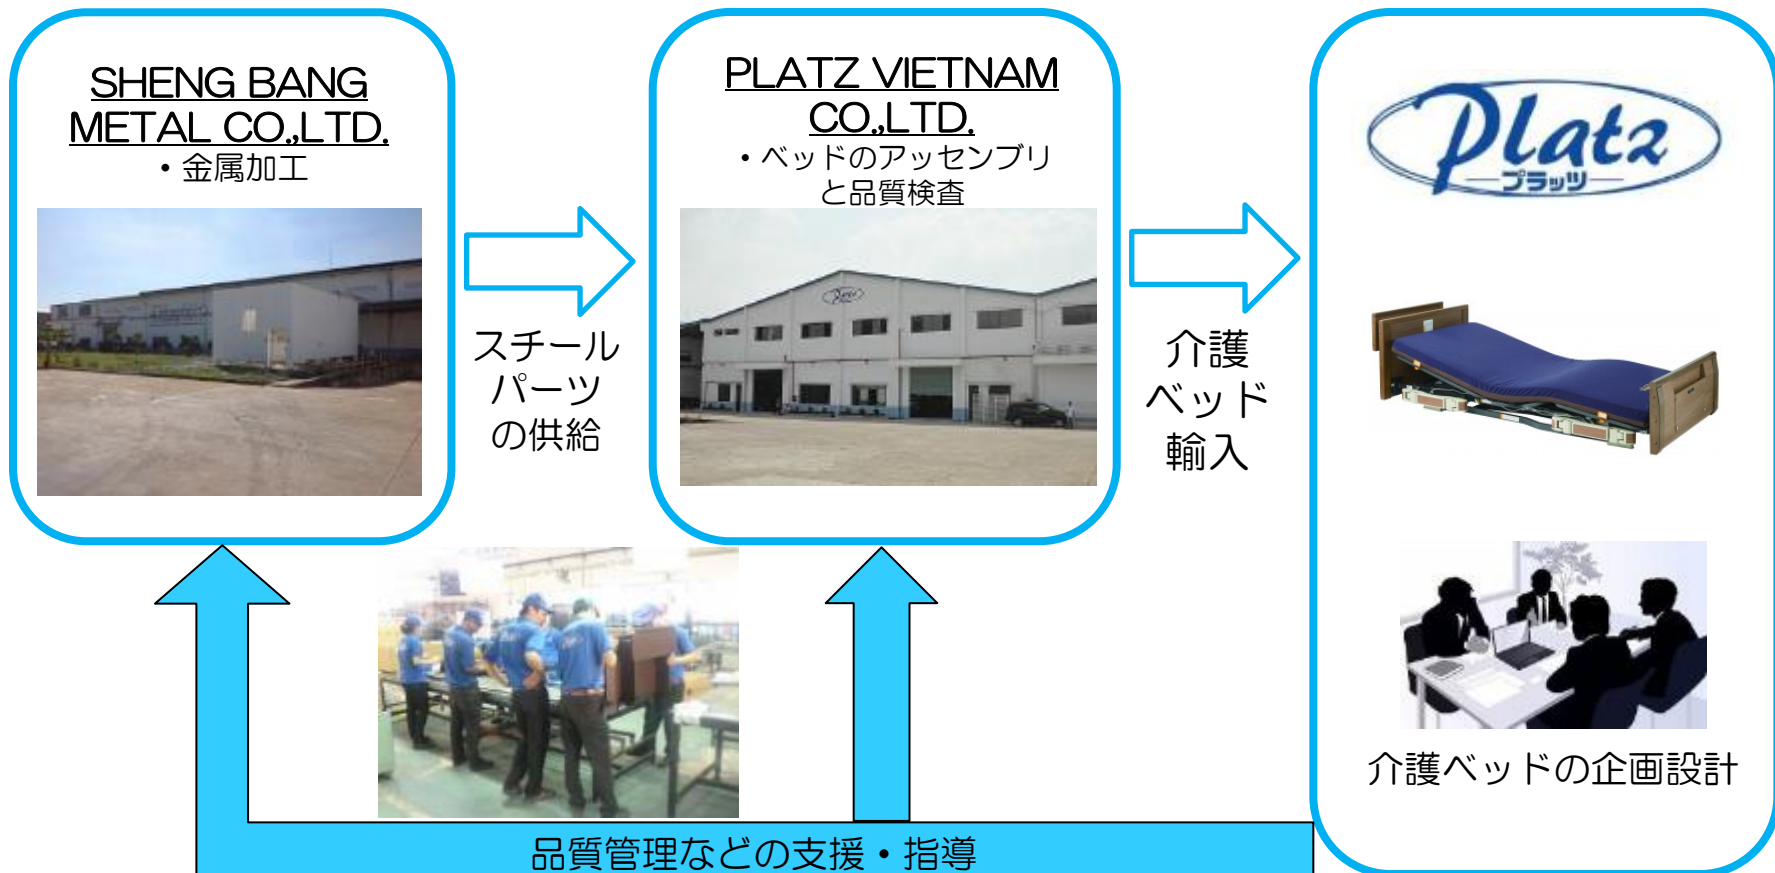 SHENG BANG
METAL CO.,LTD.
・金属加工
スチール
パーツ
の供給
PLATZ VIETNAM
CO.,LTD.
・ベッドのアッセンブリ
と品質検査
Platz
介護
ベッド
輸入
Platz
プラッツ
介護ベッドの企画設計
品質管理などの支援・指導